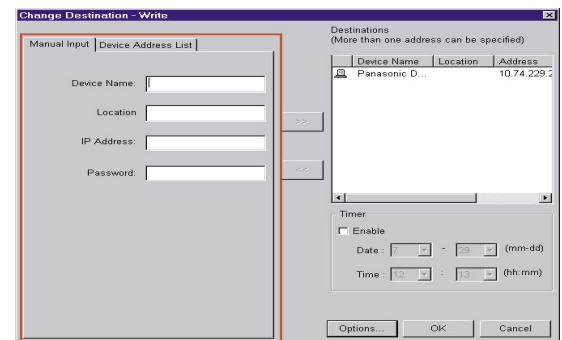 Change Destination - Write
Manual Input
Device Address List
Device Name:
Location
IP Address:
Password:
>>
<<
Destinations
(More than one address can be specified)
Device Name Location Address
Panasonic D... 10.74.229.2
Timer
Enable
Date : 7 - 29 (mm-dd)
Time : 12 : 13 (hh:mm)
Options... OK Cancel